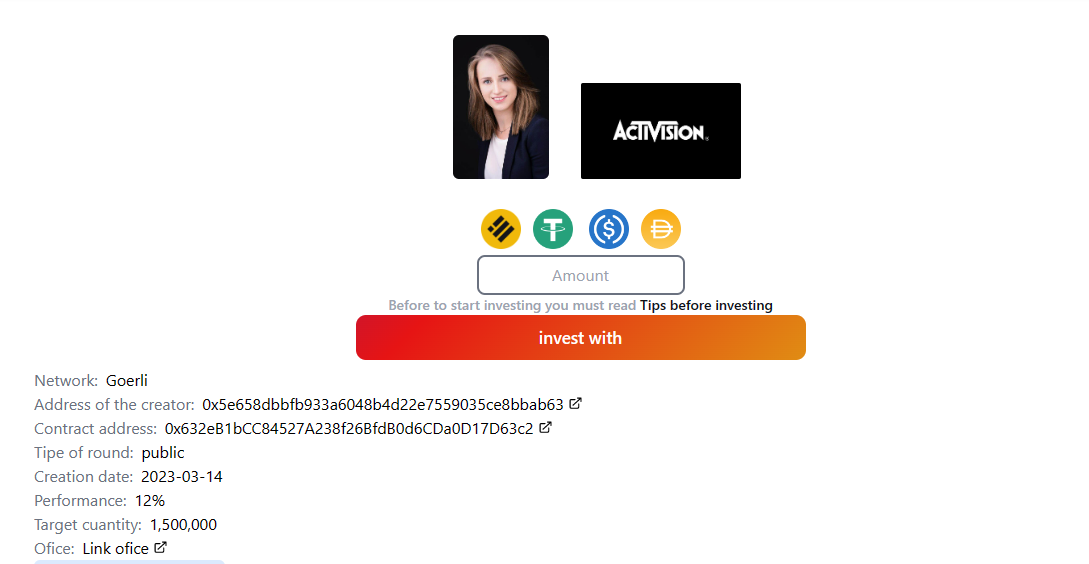 ACTIVISION
Amount
Before to start investing you must read Tips before investing
invest with
Network: Goerli
Address of the creator: 0x5e658dbbfb933a6048b4d22e7559035ce8bbab63
Contract address: 0x632eB1bCC84527A238f26BfdB0d6CDa0D17D63c2
Tipe of round: public
Creation date: 2023-03-14
Performance: 12%
Target cuantity: 1,500,000
Ofice: Link ofice